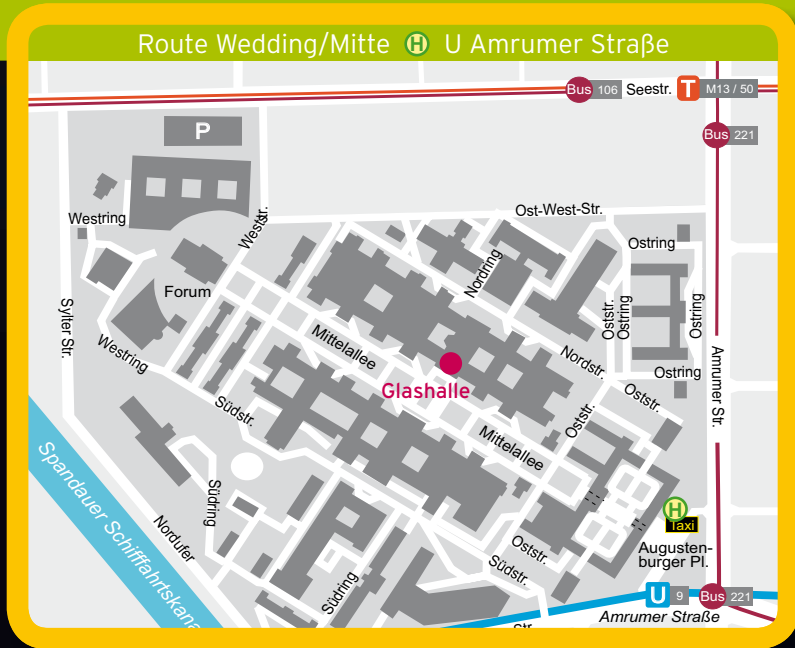 Route Wedding/Mitte H U Amrumer Straße
Bus 106 Seestr. T M13 / 50
P
Bus 221
Westring
Weststr.
Ost-West-Str.
Nordring
Ostring
Forum
Sylter Str.
Oststr.
Ostring
Ostring
Mittelallee
Glashalle
Nordstr.
Westring
Ostring
Amrumer Str.
Oststr.
Südstr.
Oststr.
Mittelallee
Spandauer Schifffahrtskana
Südring
Nordufer
H
Taxi
Augusten-
burger Pl.
Oststr.
Südstr.
Südring
U 9 Bus 221
Amrumer Straße